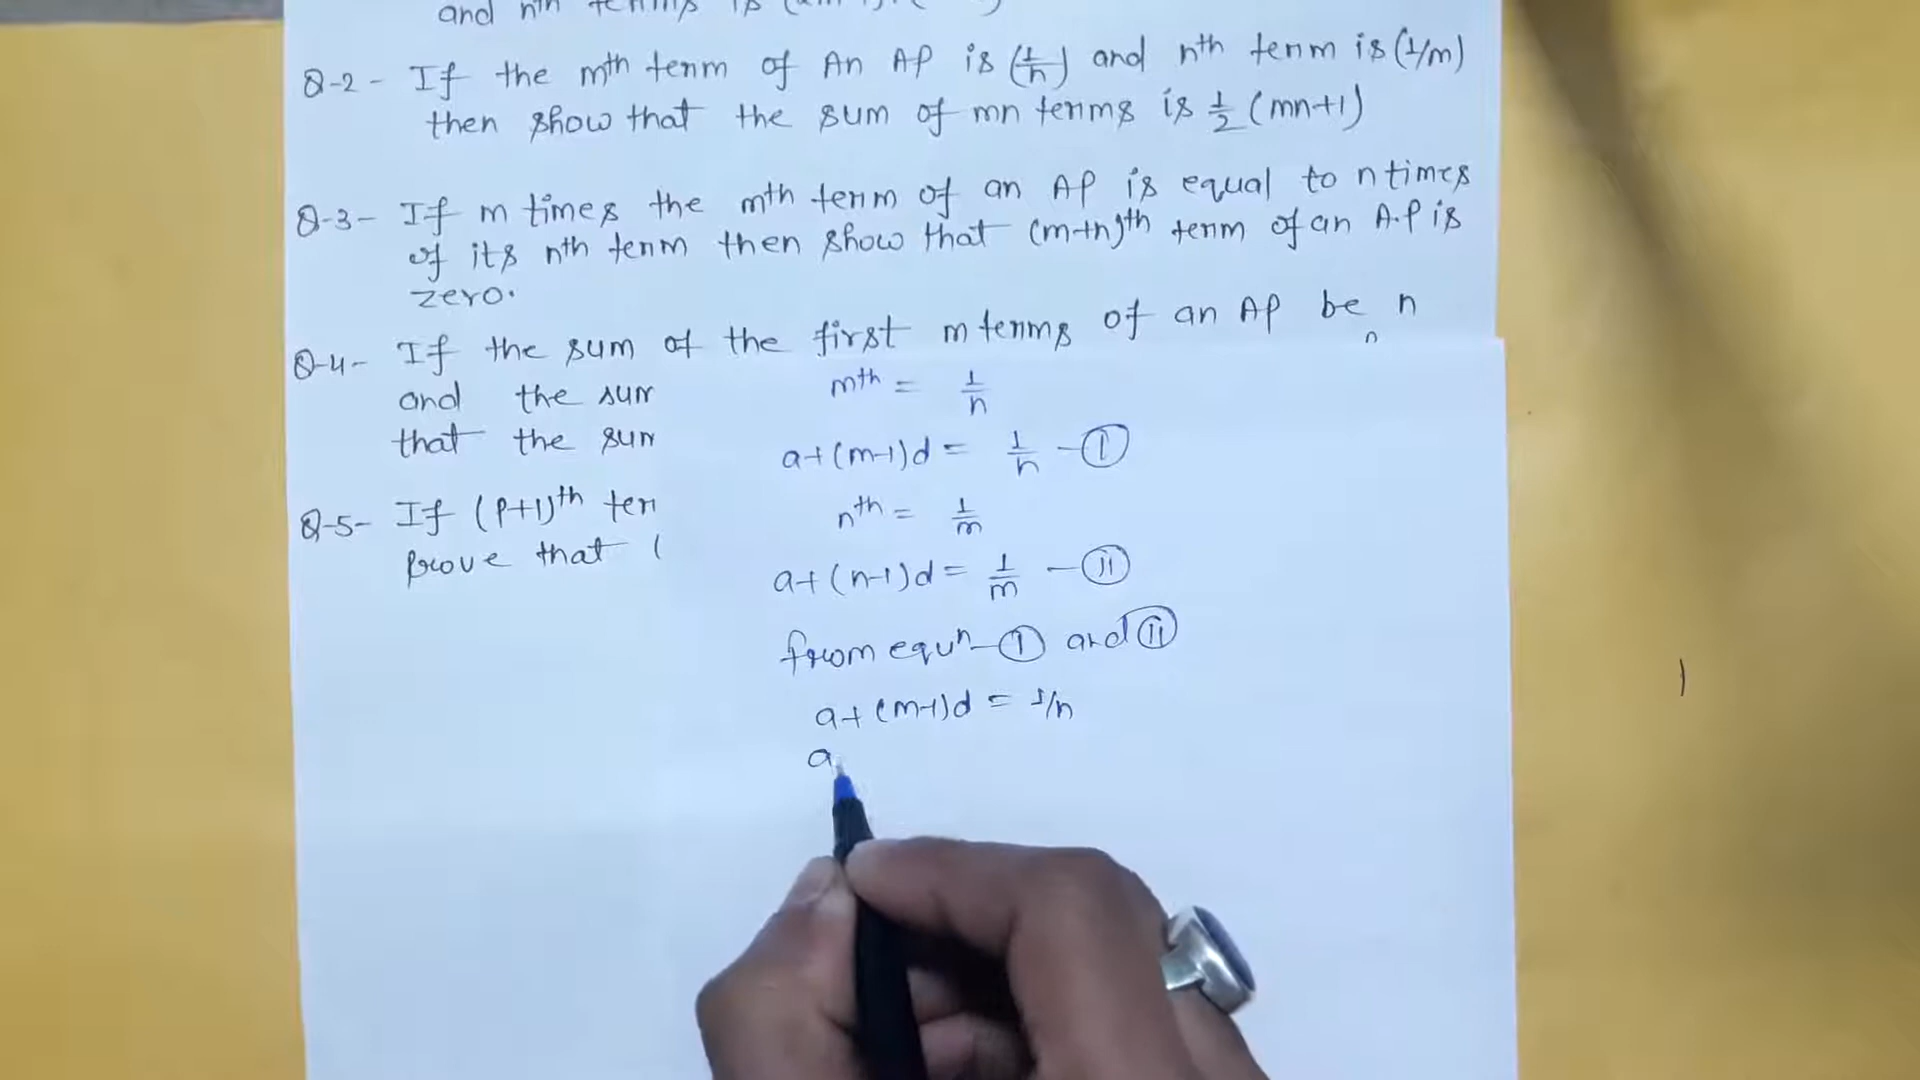 and nth terms is
Q-2- If the mth term of An AP is (1/n) and nth term is (1/m)
then show that the sum of mn terms is 1/2 (mn+1)
Q-3- If m times the mth term of an AP is equal to n times
of its nth term then show that (m+n)th term of an A.P is
zero.
Q-4- If the sum of the first m terms of an AP be n
and the sum
that the sum
Q-5- If (P+1)th ter
prove that (
mth = 1/n
a+(m-1)d = 1/n - (I)
nth = 1/m
a+(n-1)d = 1/m - (II)
from equn - (I) and (II)
a+(m-1)d = 1/n
a